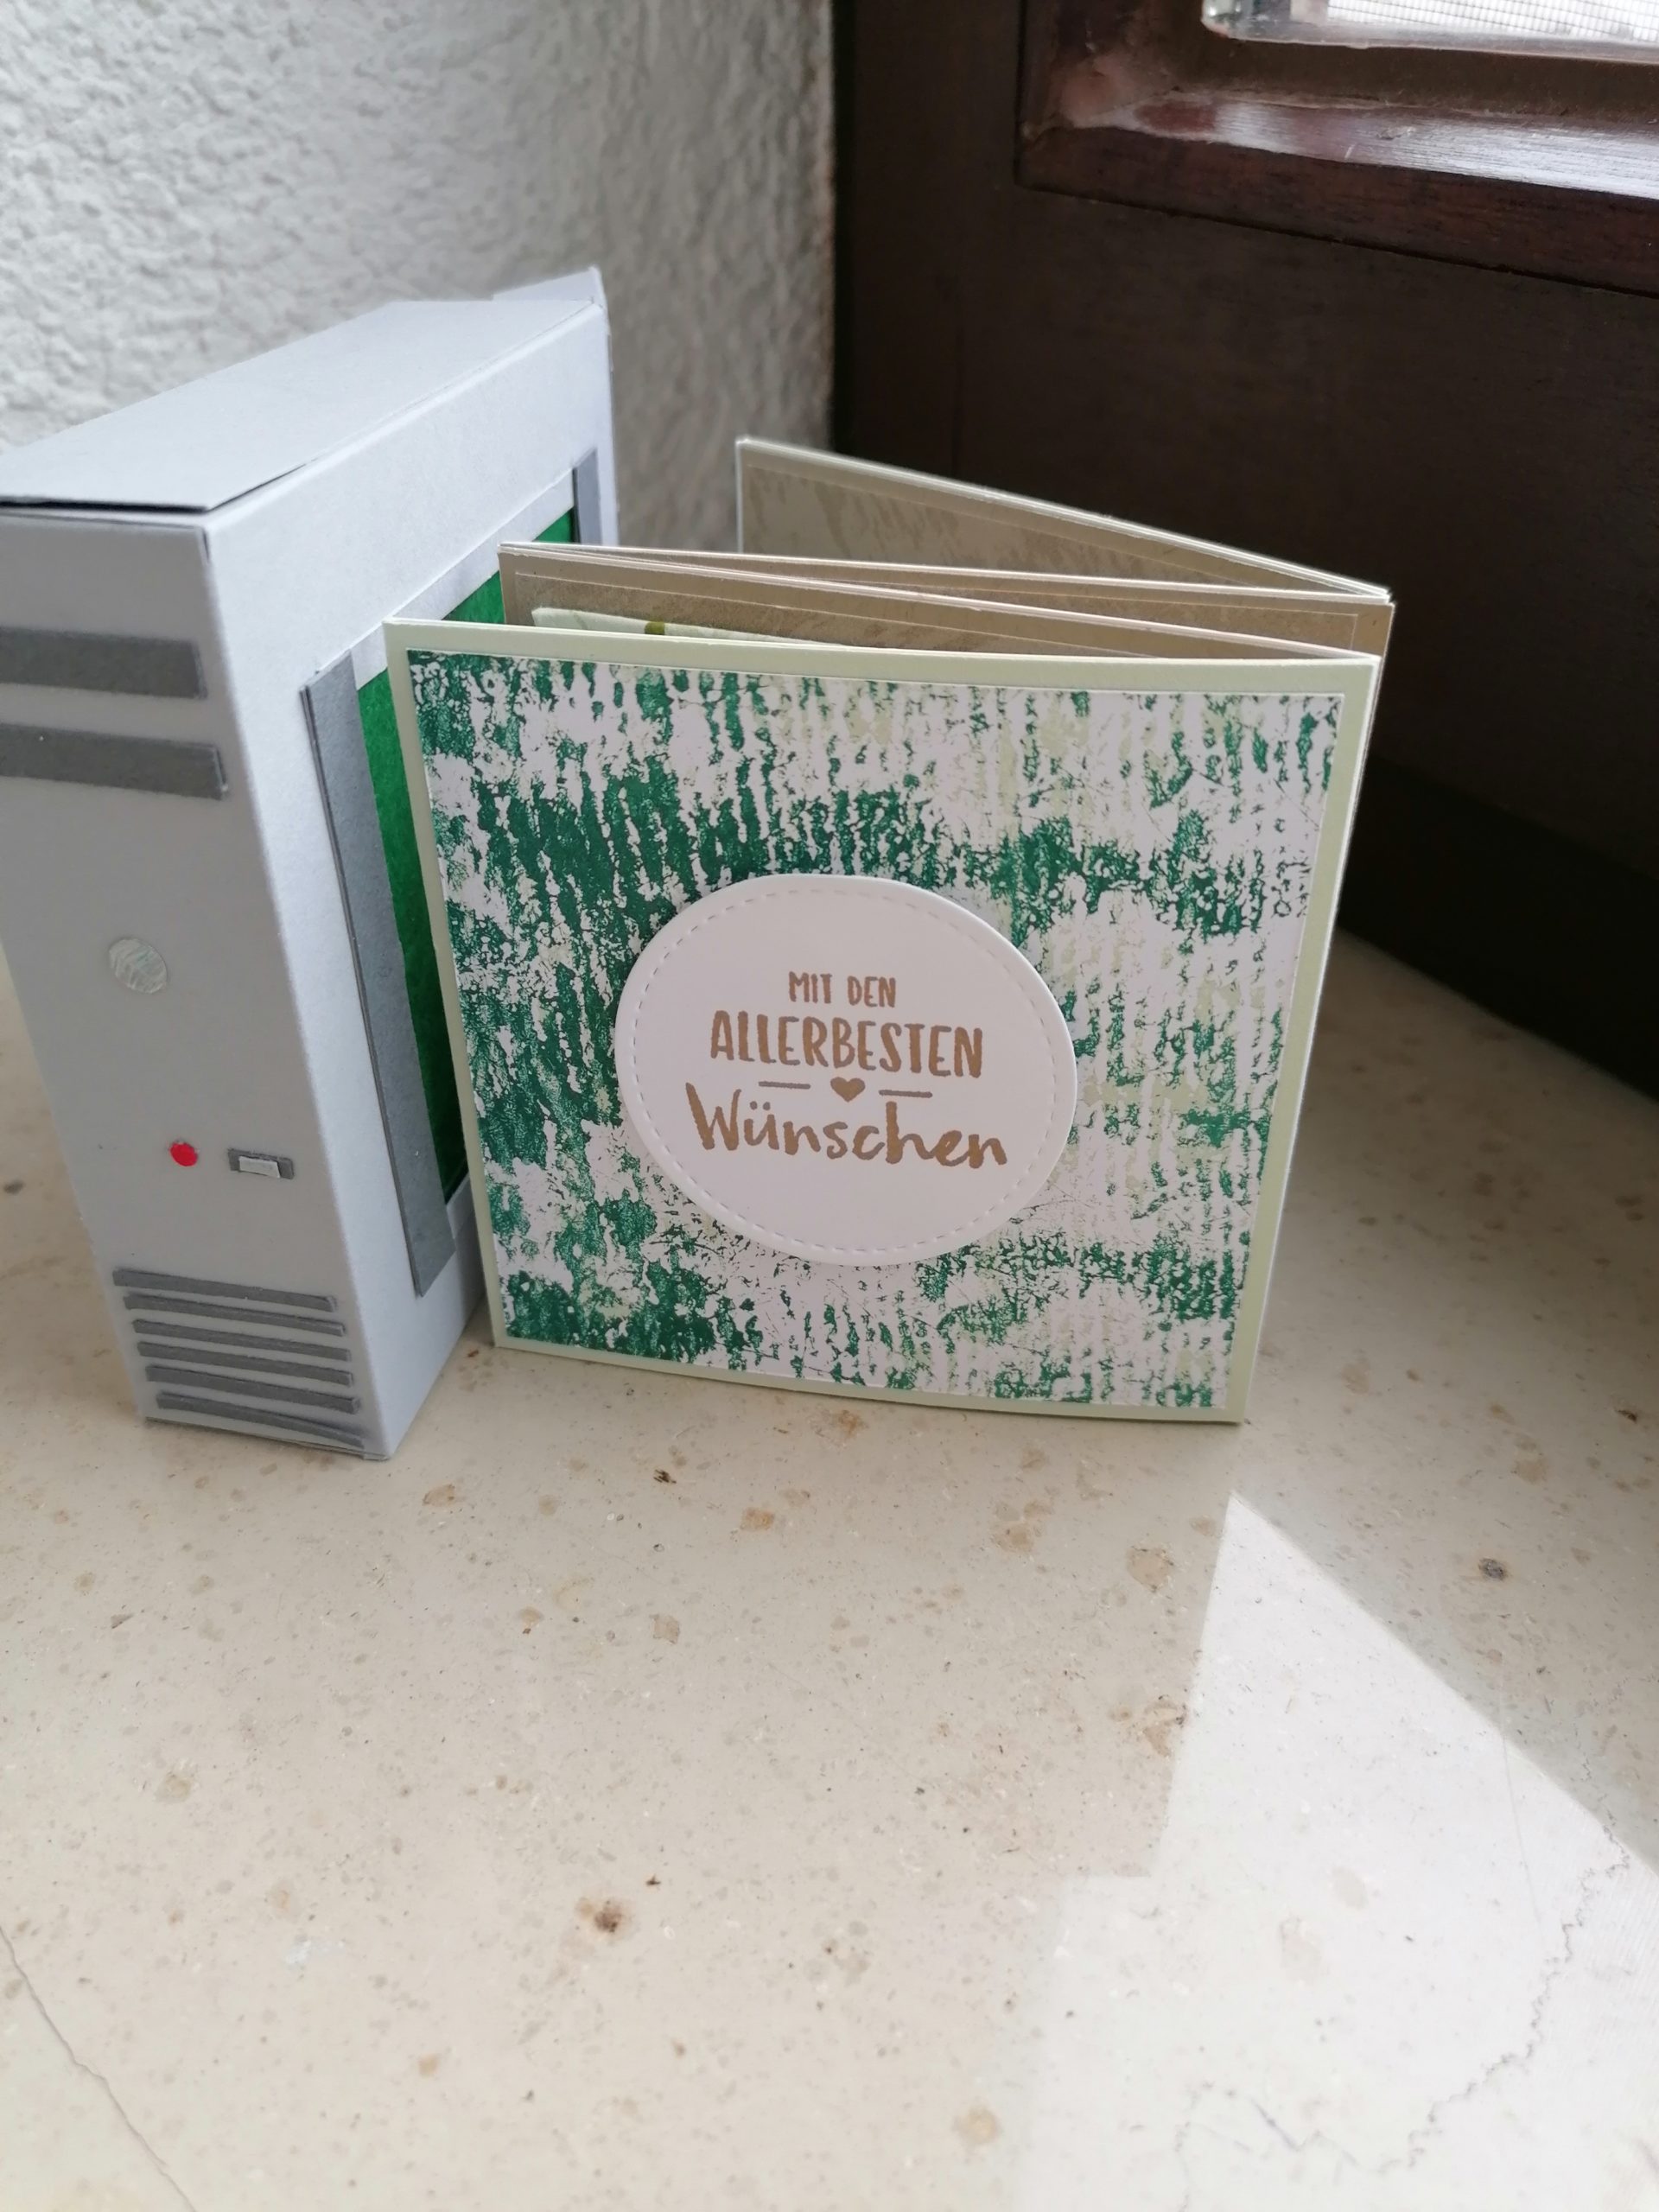 MIT DEN
ALLERBESTEN
Wünschen